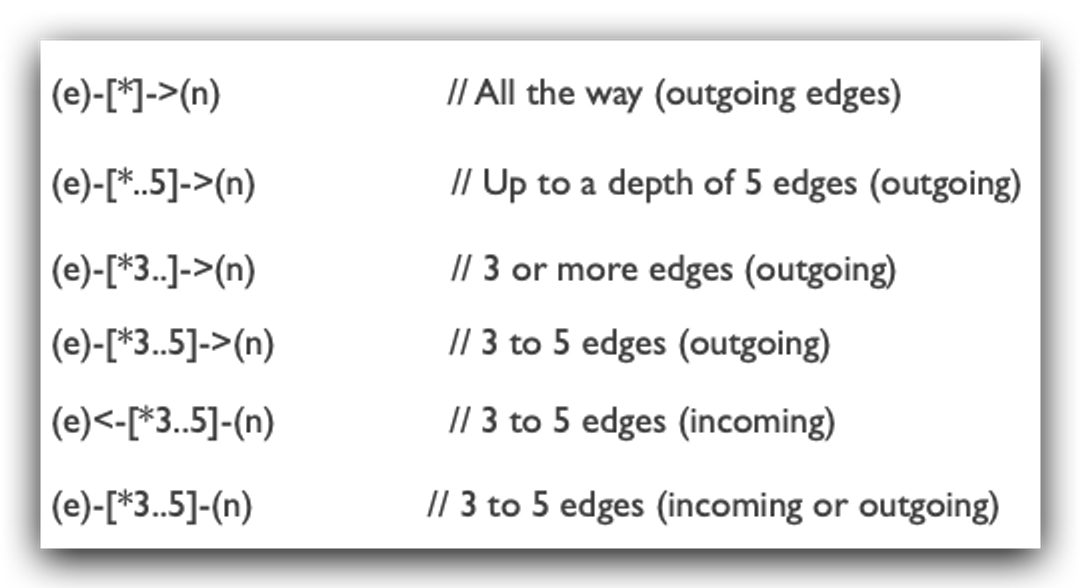 (e)-[*]->(n) // All the way (outgoing edges)
(e)-[*..5]->(n) // Up to a depth of 5 edges (outgoing)
(e)-[*3..]->(n) // 3 or more edges (outgoing)
(e)-[*3..5]->(n) // 3 to 5 edges (outgoing)
(e)<-[*3..5]-(n) // 3 to 5 edges (incoming)
(e)-[*3..5]-(n) // 3 to 5 edges (incoming or outgoing)